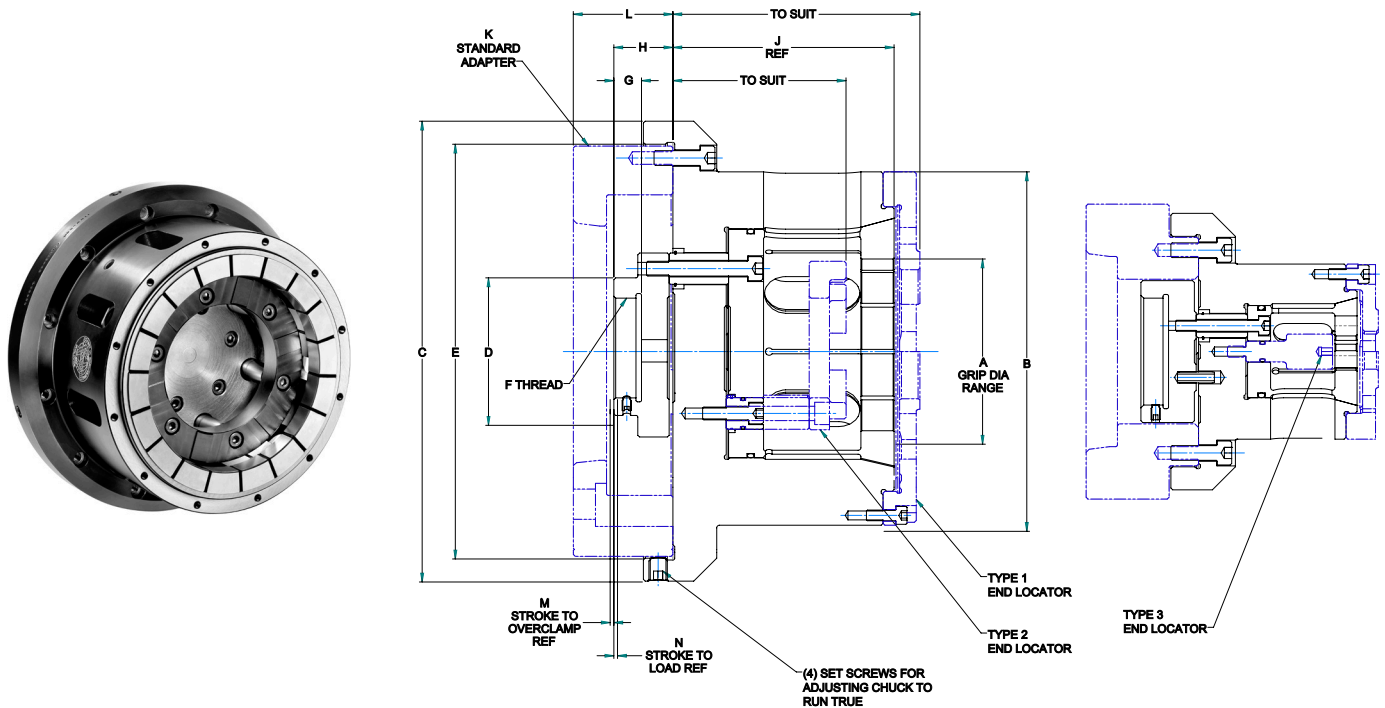 L
TO SUIT
K
STANDARD
ADAPTER
H
J
REF
G
TO SUIT
C
E
D
F THREAD
A
GRIP DIA
RANGE
B
M
STROKE TO
OVERCLAMP
REF
N
STROKE TO
LOAD REF
TYPE 1
END LOCATOR
TYPE 2
END LOCATOR
(4) SET SCREWS FOR
ADJUSTING CHUCK TO
RUN TRUE
TYPE 3
END LOCATOR